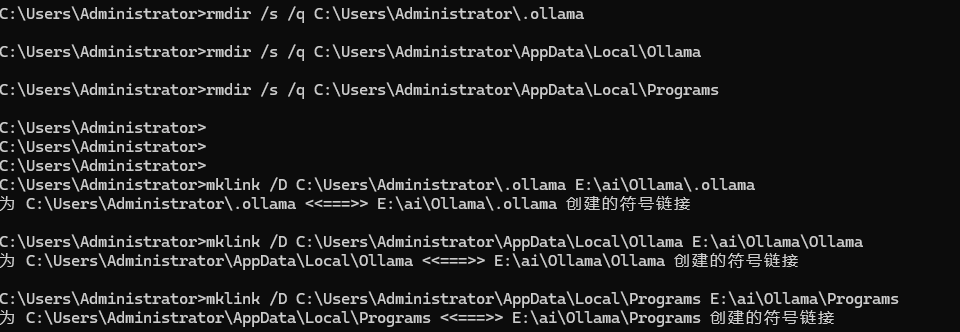 C:\Users\Administrator>rmdir /s /q C:\Users\Administrator\.ollama
C:\Users\Administrator>rmdir /s /q C:\Users\Administrator\AppData\Local\Ollama
C:\Users\Administrator>rmdir /s /q C:\Users\Administrator\AppData\Local\Programs
C:\Users\Administrator>
C:\Users\Administrator>
C:\Users\Administrator>
C:\Users\Administrator>mklink /D C:\Users\Administrator\.ollama E:\ai\Ollama\.ollama
为 C:\Users\Administrator\.ollama <<===>> E:\ai\Ollama\.ollama 创建的符号链接
C:\Users\Administrator>mklink /D C:\Users\Administrator\AppData\Local\Ollama E:\ai\Ollama\Ollama
为 C:\Users\Administrator\AppData\Local\Ollama <<===>> E:\ai\Ollama\Ollama 创建的符号链接
C:\Users\Administrator>mklink /D C:\Users\Administrator\AppData\Local\Programs E:\ai\Ollama\Programs
为 C:\Users\Administrator\AppData\Local\Programs <<===>> E:\ai\Ollama\Programs 创建的符号链接